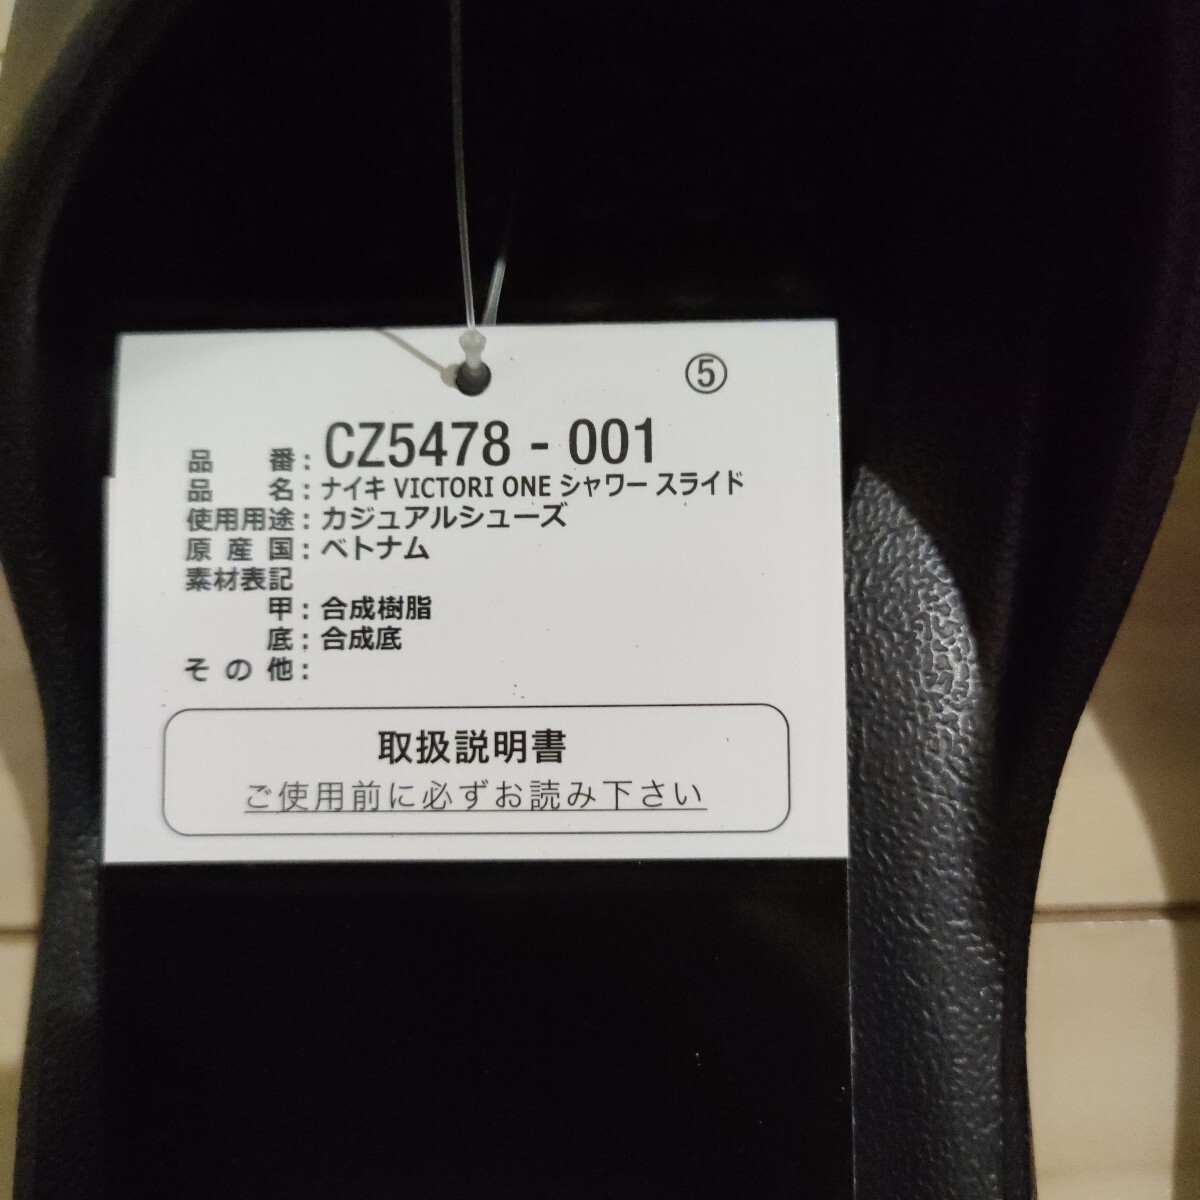 ⑤
品 番: CZ5478 - 001
品 名: ナイキ VICTORI ONE シャワー スライド
使用用途: カジュアルシューズ
原 産 国: ベトナム
素材表記
甲: 合成樹脂
底: 合成底
そ の 他:
取扱説明書
ご使用前に必ずお読み下さい